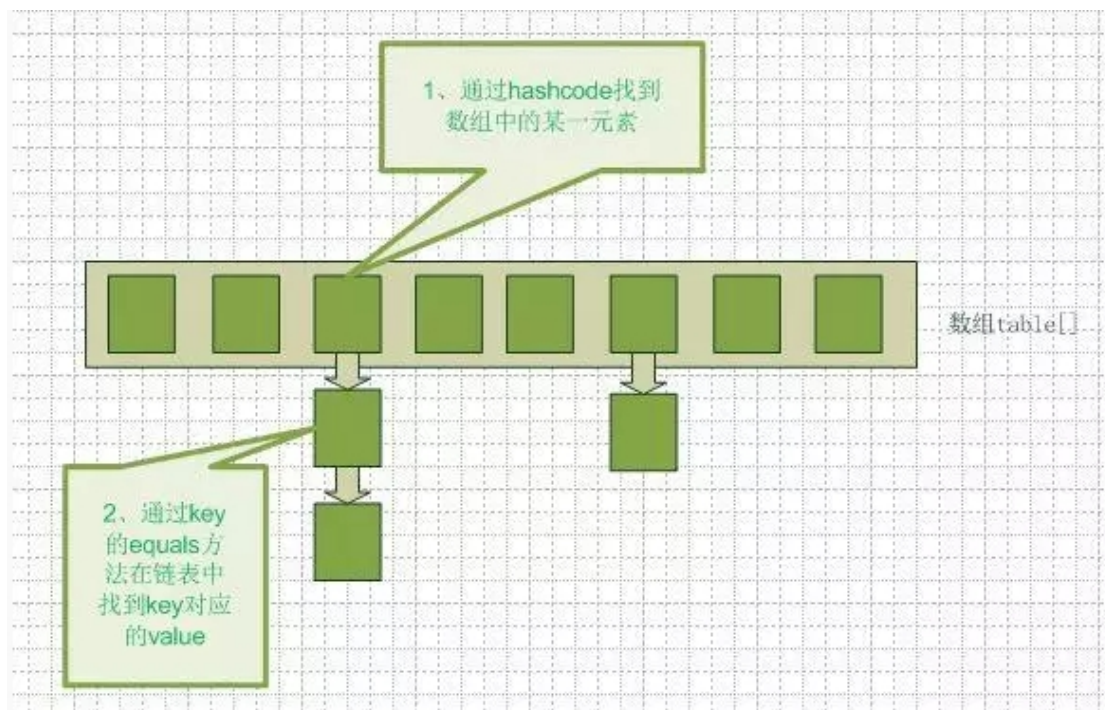 1、通过hashcode找到
数组中的某一元素
数组table[]
2、通过key
的equals方
法在链表中
找到key对应
的value